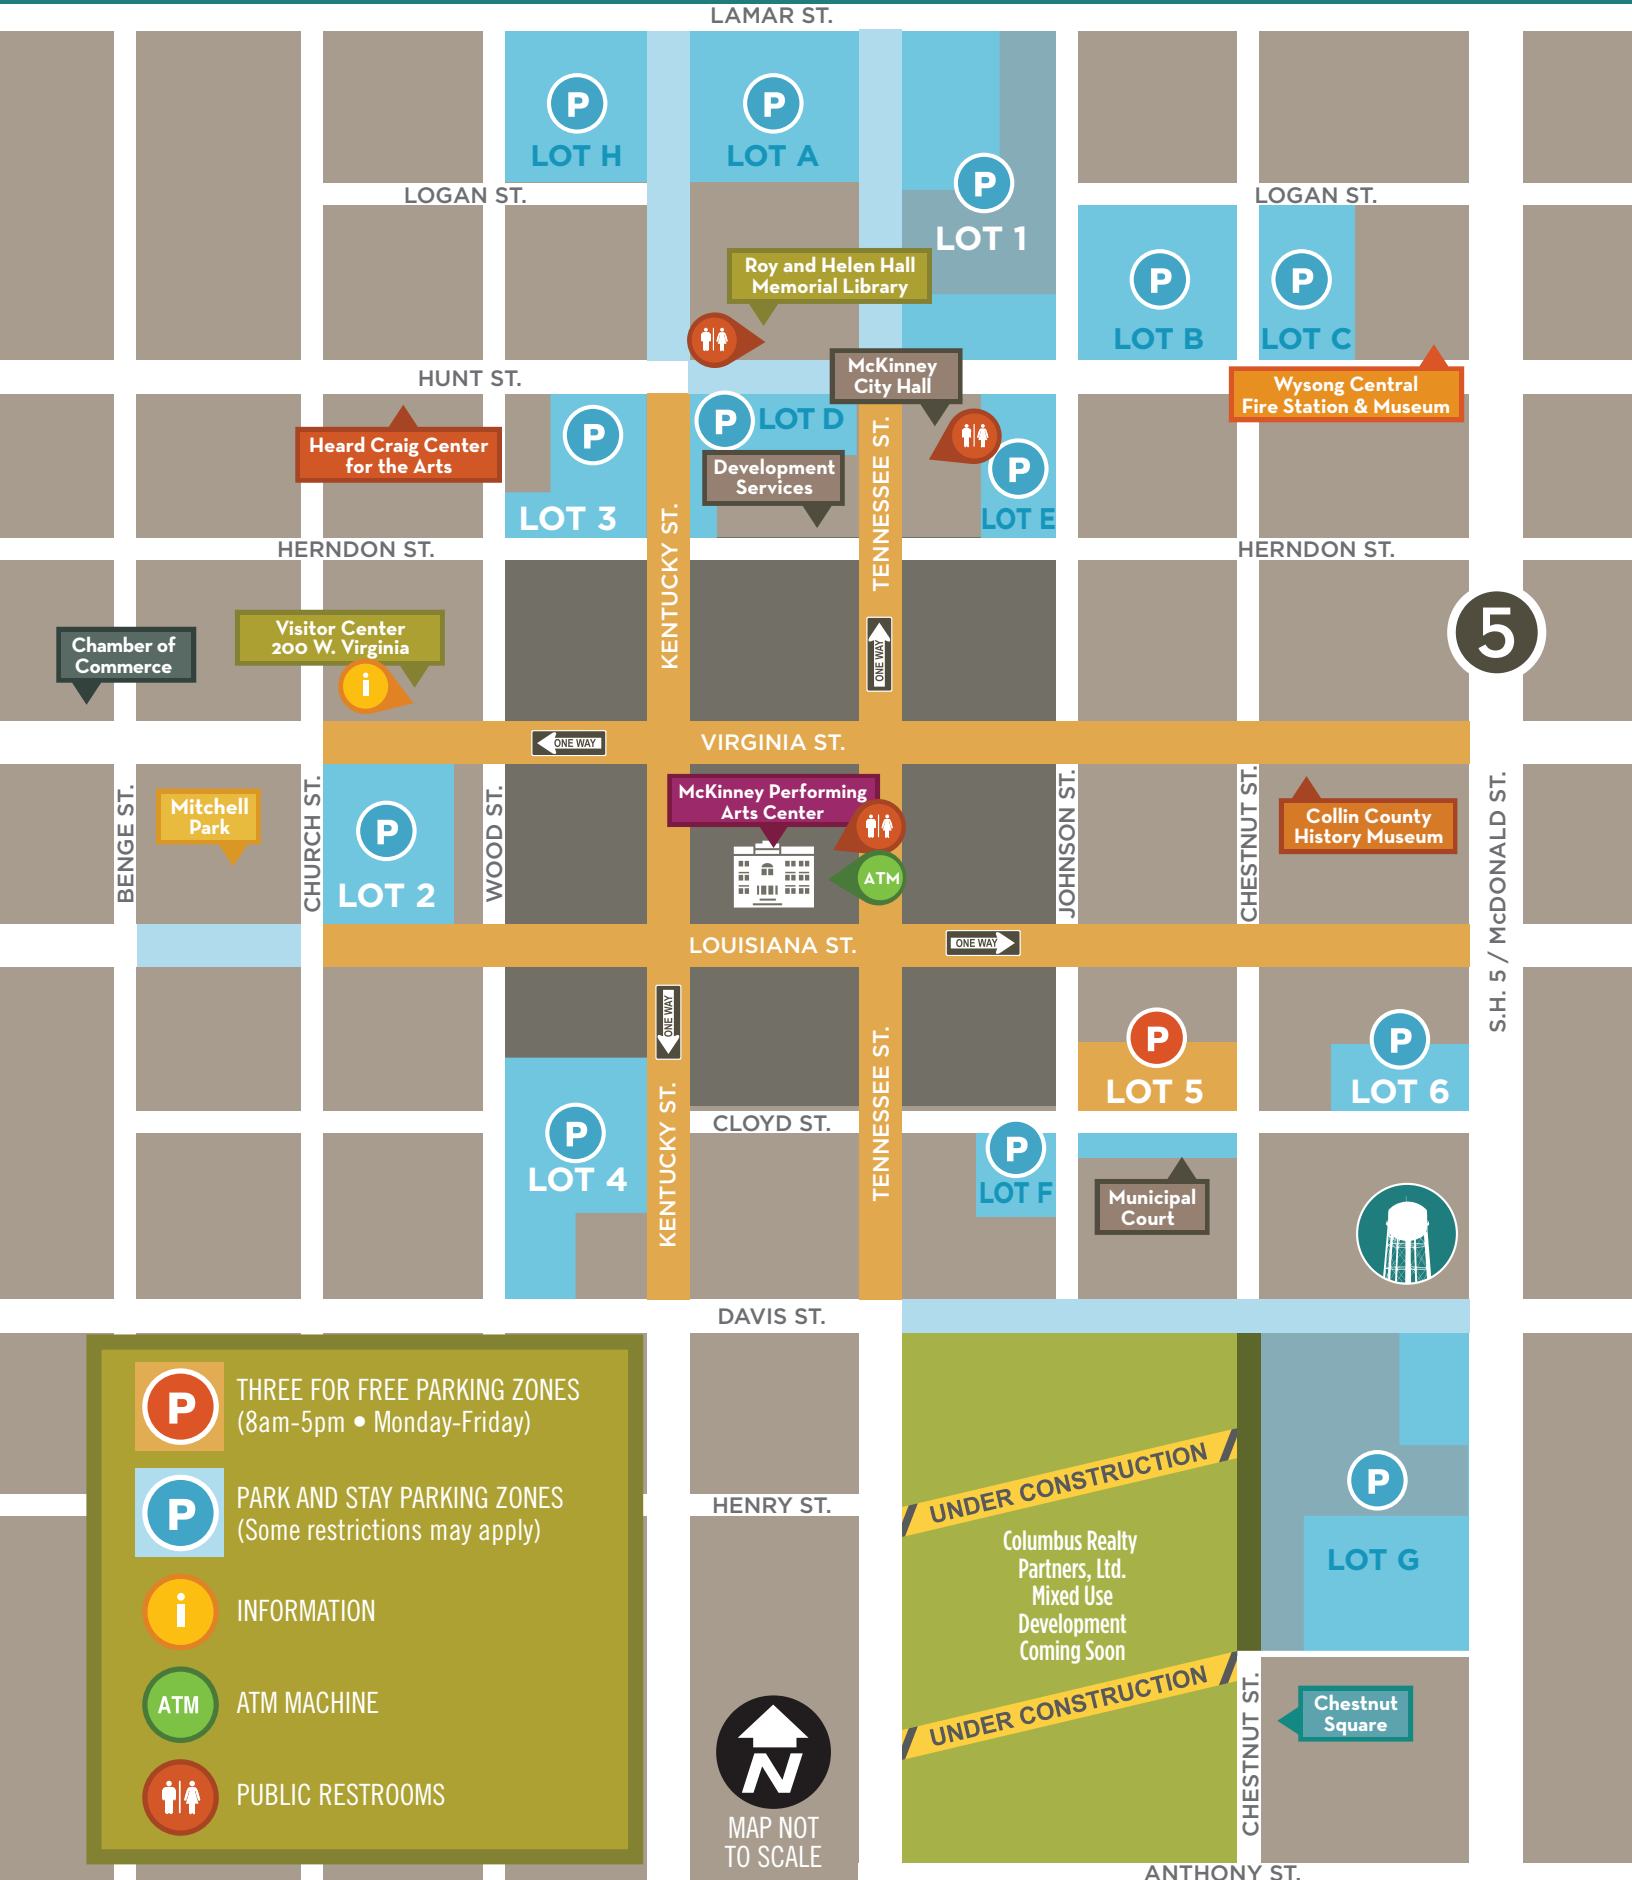 LAMAR ST.
P
LOT H
P
LOT A
P
LOT 1
LOGAN ST.
LOGAN ST.
Roy and Helen Hall
Memorial Library
P
LOT B
P
LOT C
HUNT ST.
McKinney
City Hall
Wysong Central
Fire Station & Museum
Heard Craig Center
for the Arts
P
LOT 3
P
LOT D
Development
Services
P
LOT E
KENTUCKY ST.
TENNESSEE ST.
HERNDON ST.
HERNDON ST.
Chamber of
Commerce
Visitor Center
200 W. Virginia
i
ONE WAY
5
ONE WAY
VIRGINIA ST.
BENGE ST.
Mitchell
Park
CHURCH ST.
P
LOT 2
WOOD ST.
McKinney Performing
Arts Center
ATM
JOHNSON ST.
CHESTNUT ST.
Collin County
History Museum
S.H. 5 / McDONALD ST.
LOUISIANA ST.
ONE WAY
ONE WAY
P
LOT 5
P
LOT 6
KENTUCKY ST.
TENNESSEE ST.
CLOYD ST.
P
LOT 4
P
LOT F
Municipal
Court
DAVIS ST.
P
THREE FOR FREE PARKING ZONES
(8am-5pm • Monday-Friday)
P
PARK AND STAY PARKING ZONES
(Some restrictions may apply)
i
INFORMATION
ATM
ATM MACHINE
PUBLIC RESTROOMS
HENRY ST.
N
MAP NOT
TO SCALE
UNDER CONSTRUCTION
Columbus Realty
Partners, Ltd.
Mixed Use
Development
Coming Soon
UNDER CONSTRUCTION
P
LOT G
CHESTNUT ST.
Chestnut
Square
ANTHONY ST.